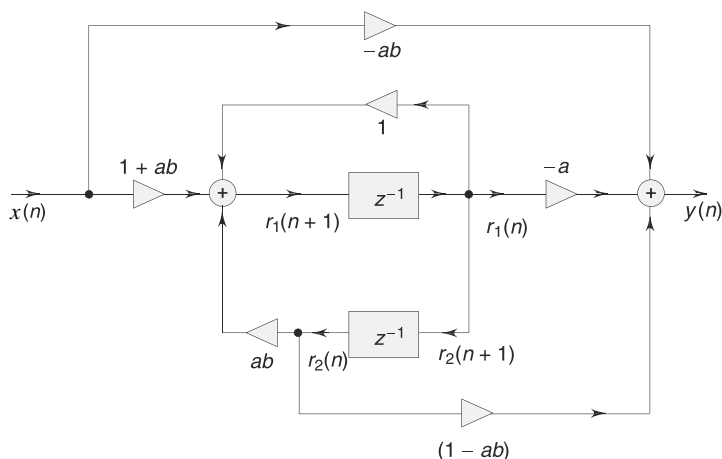 −ab
1
1 + ab
−a
x(n)
+
r₁(n + 1)
z⁻¹
r₁(n)
+
y(n)
ab
r₂(n)
z⁻¹
r₂(n + 1)
(1 − ab)